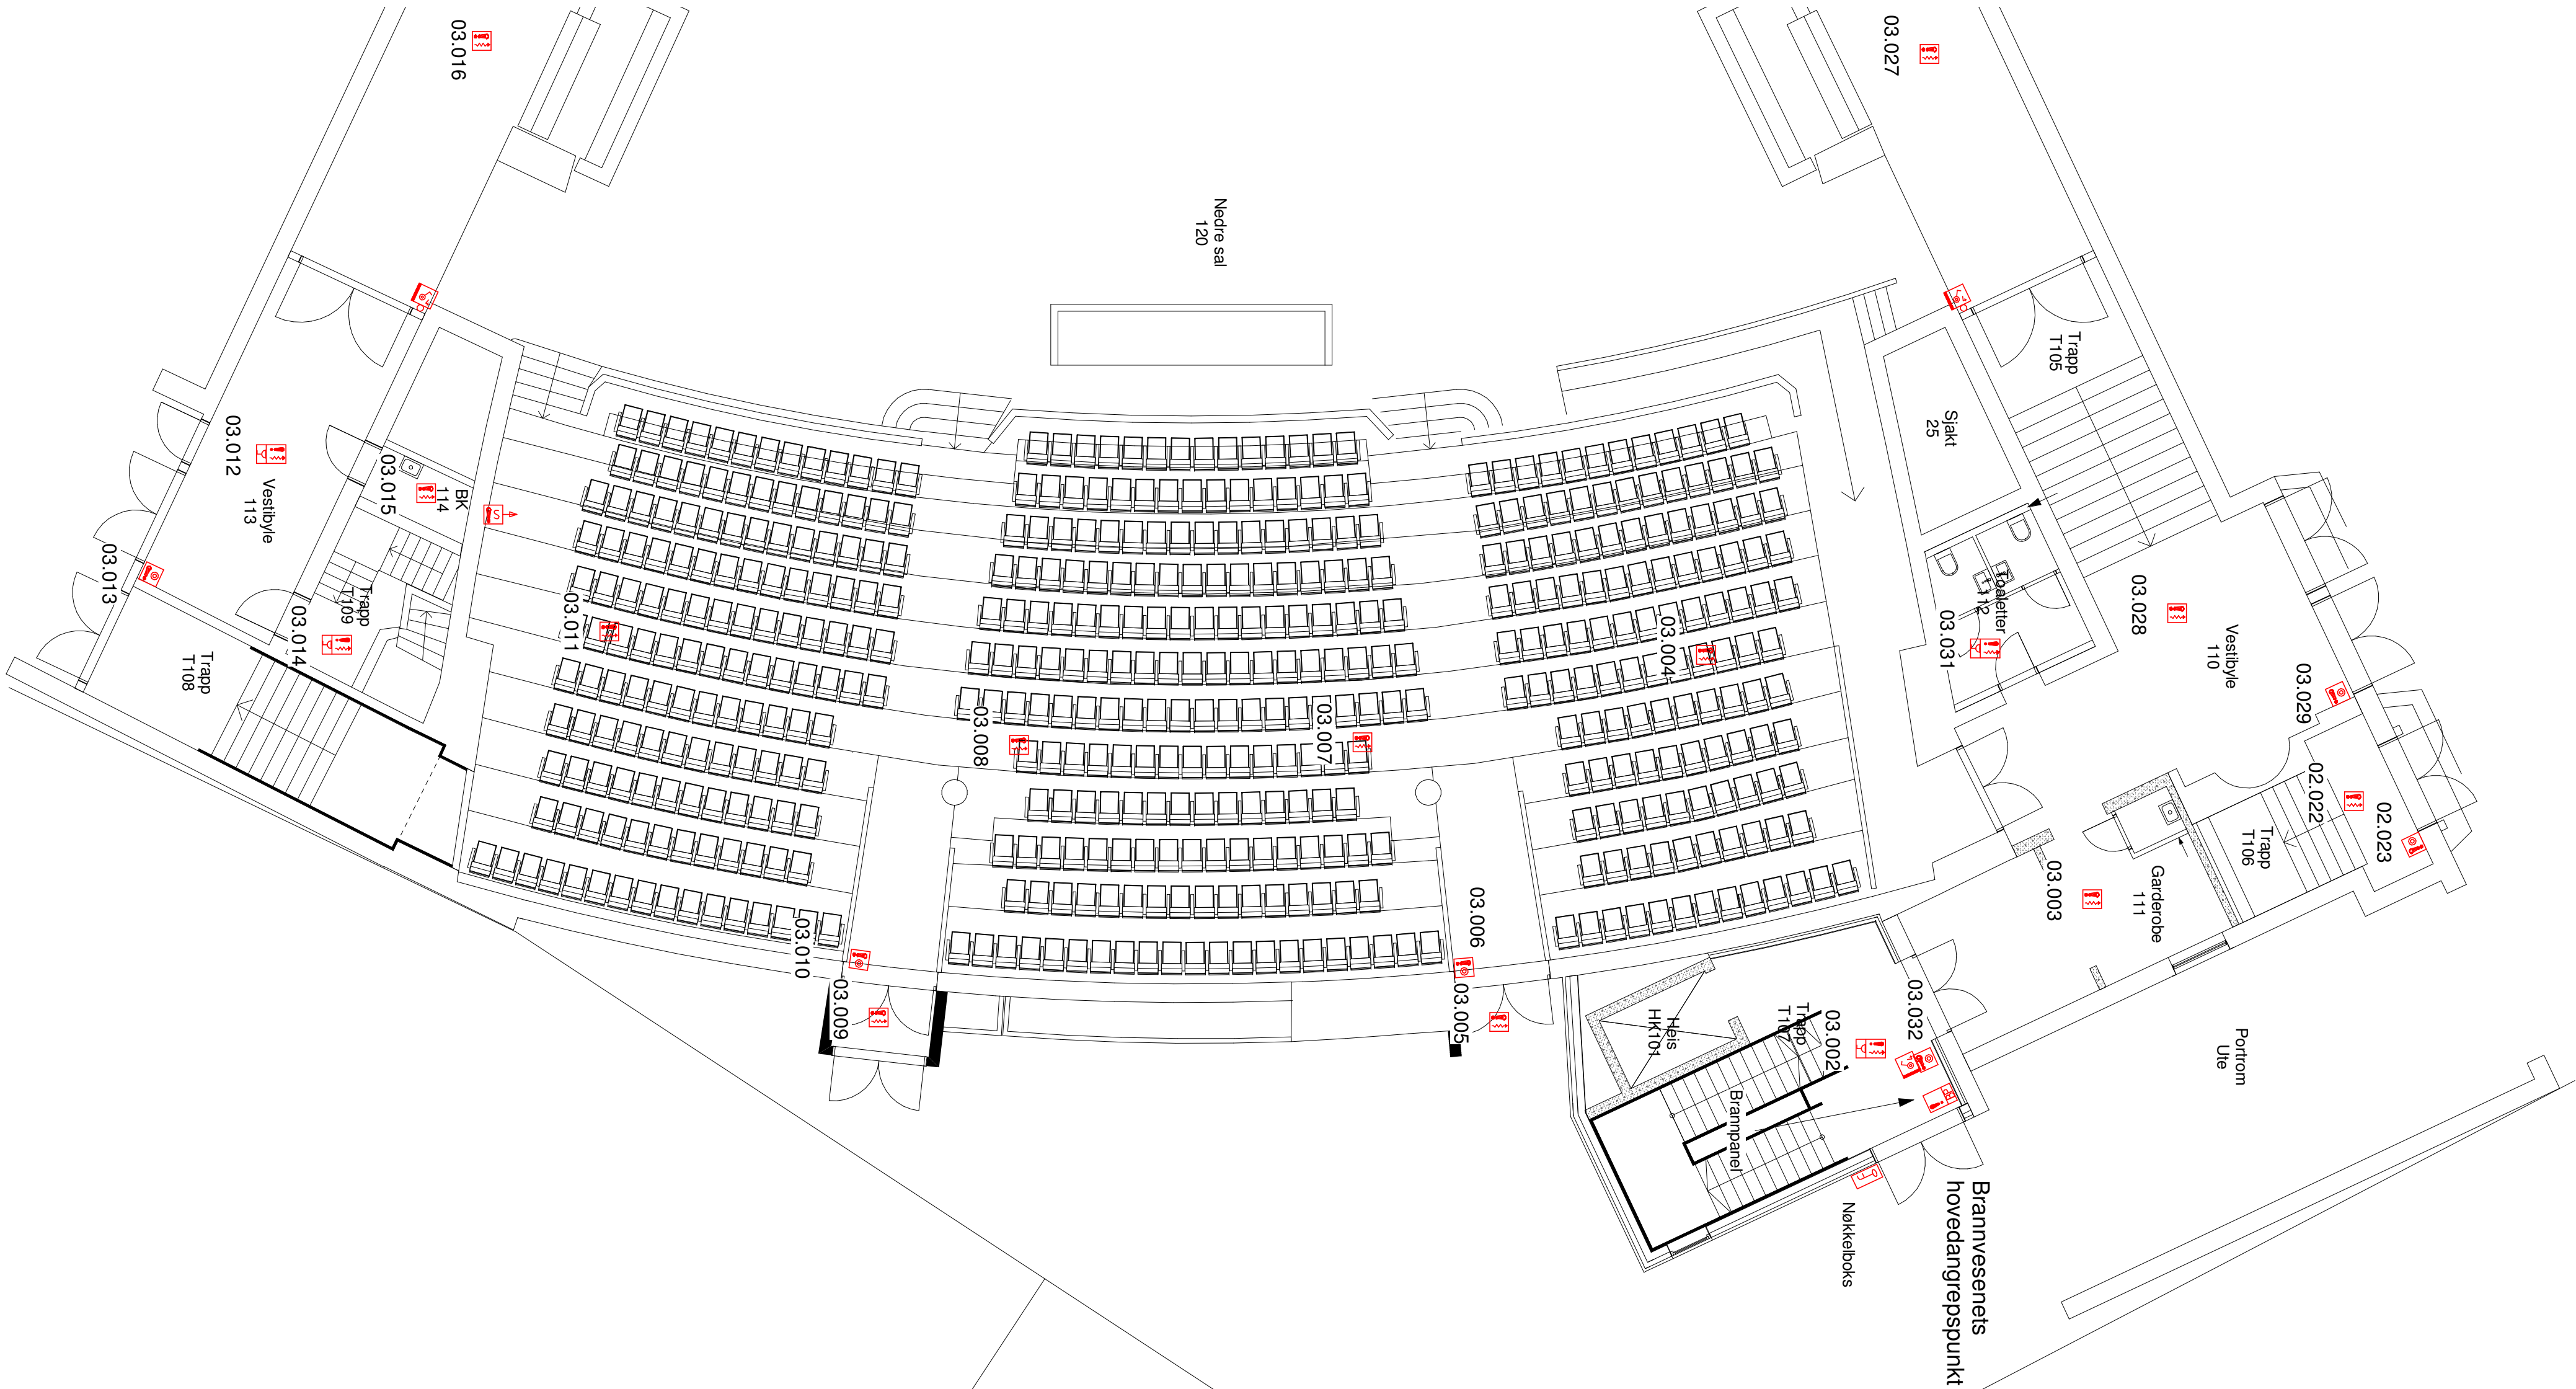 03.016
03.027
Nedre sal
120
Trapp
T105
Sjakt
25
03.012
Vestibyle
113
03.015
BK
114
03.013
03.014
Trapp
T109
Trapp
T108
03.011
03.004
03.008
03.007
Toaletter
112
03.031
03.028
Vestibyle
110
03.029
02.022
02.023
Trapp
T106
Garderobe
111
03.003
03.010
03.009
03.006
03.005
Heis
HK101
Trapp
T107
03.002
03.032
Brannpanel
Portrom
Ute
Nøkkelboks
Brannvesenets
hovedangrepspunkt
S